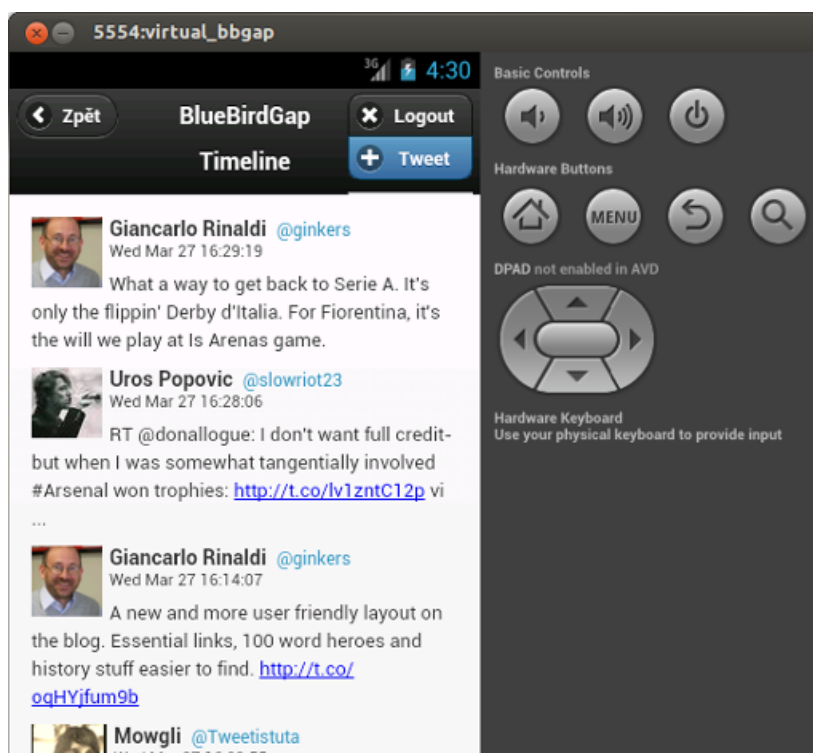 5554:virtual_bbgap
3G 4:30
Zpět BlueBirdGap Logout
Timeline Tweet
Giancarlo Rinaldi @ginkers
Wed Mar 27 16:29:19
What a way to get back to Serie A. It's
only the flippin' Derby d'Italia. For Fiorentina, it's
the will we play at Is Arenas game.
Uros Popovic @slowriot23
Wed Mar 27 16:28:06
RT @donallogue: I don't want full credit-
but when I was somewhat tangentially involved
#Arsenal won trophies: http://t.co/lv1zntC12p vi
...
Giancarlo Rinaldi @ginkers
Wed Mar 27 16:14:07
A new and more user friendly layout on
the blog. Essential links, 100 word heroes and
history stuff easier to find. http://t.co/
oqHYjfum9b
Mowgli @Tweetistuta
Basic Controls
Hardware Buttons
MENU
DPAD not enabled in AVD
Hardware Keyboard
Use your physical keyboard to provide input